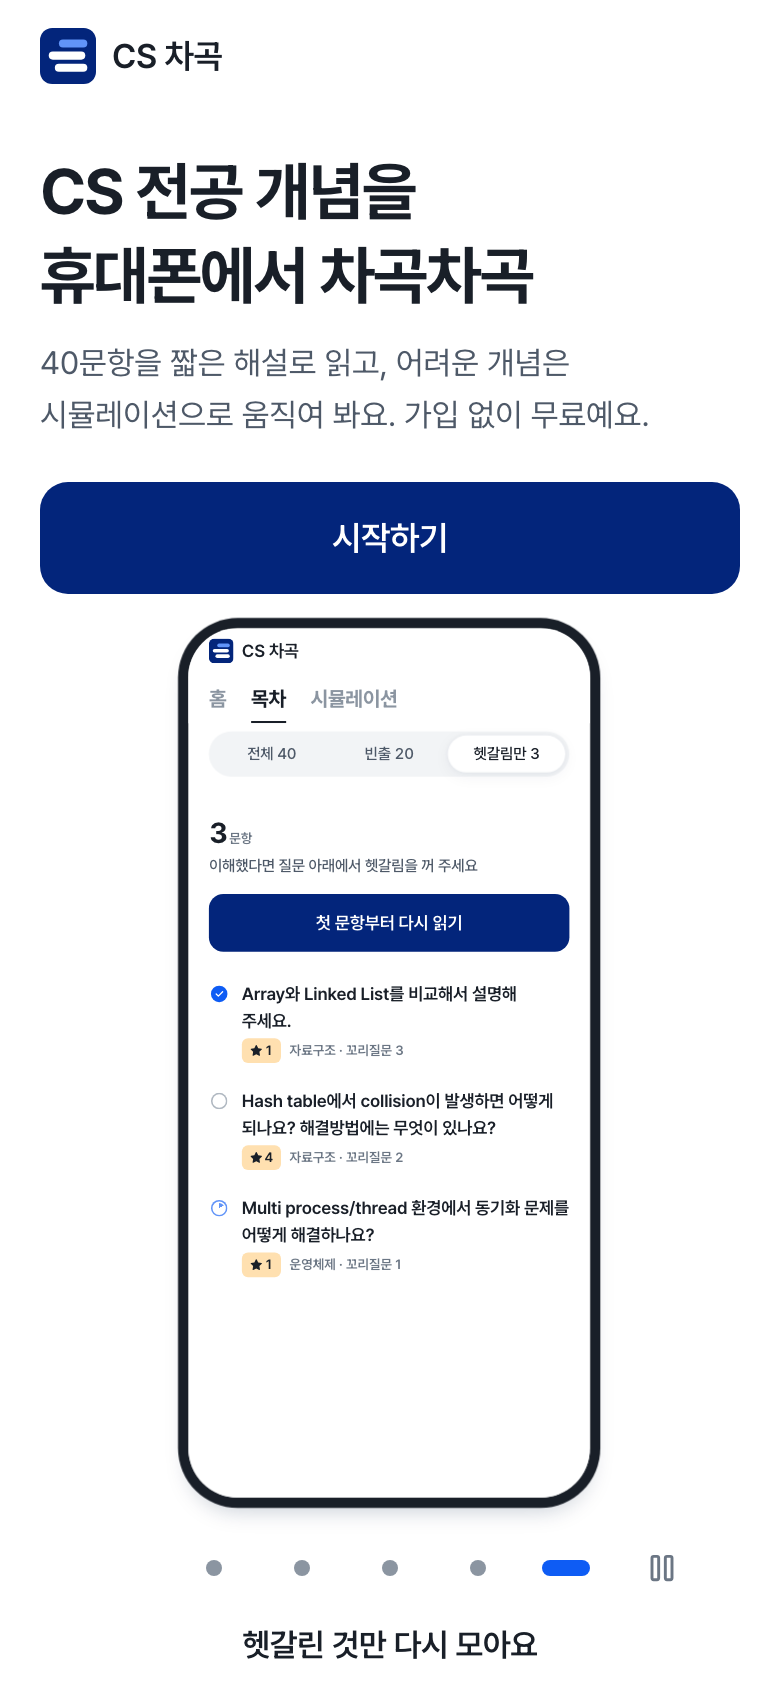 CS 차곡
CS 전공 개념을
휴대폰에서 차곡차곡
40문항을 짧은 해설로 읽고, 어려운 개념은
시뮬레이션으로 움직여 봐요. 가입 없이 무료예요.
시작하기
CS 차곡
홈 목차 시뮬레이션
전체 40 빈출 20 헷갈림만 3
3문항
이해했다면 질문 아래에서 헷갈림을 꺼 주세요
첫 문항부터 다시 읽기
Array와 Linked List를 비교해서 설명해
주세요.
★ 1 자료구조 · 꼬리질문 3
Hash table에서 collision이 발생하면 어떻게
되나요? 해결방법에는 무엇이 있나요?
★ 4 자료구조 · 꼬리질문 2
Multi process/thread 환경에서 동기화 문제를
어떻게 해결하나요?
★ 1 운영체제 · 꼬리질문 1
헷갈린 것만 다시 모아요